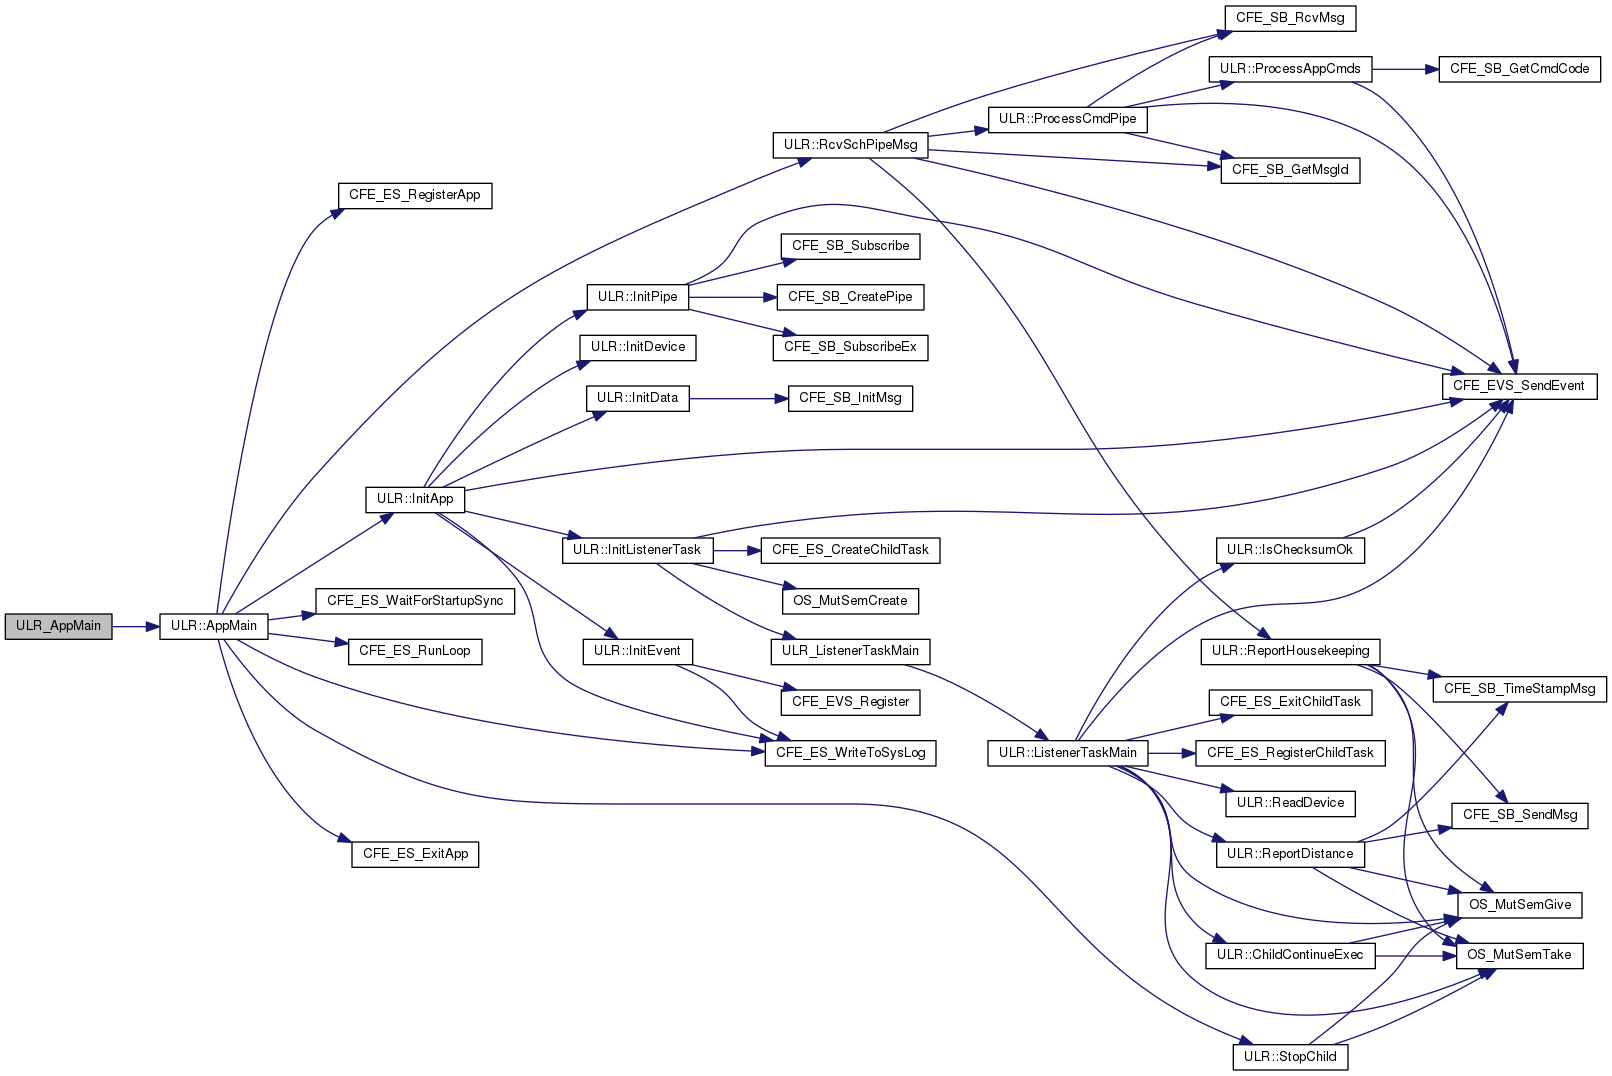 CFE_SB_RcvMsg
ULR::ProcessAppCmds
CFE_SB_GetCmdCode
ULR::ProcessCmdPipe
ULR::RcvSchPipeMsg
CFE_SB_GetMsgId
CFE_ES_RegisterApp
CFE_SB_Subscribe
ULR::InitPipe
CFE_SB_CreatePipe
ULR::InitDevice
CFE_SB_SubscribeEx
CFE_EVS_SendEvent
ULR::InitData
CFE_SB_InitMsg
ULR::InitApp
ULR::InitListenerTask
CFE_ES_CreateChildTask
ULR::IsChecksumOk
CFE_ES_WaitForStartupSync
OS_MutSemCreate
ULR_AppMain
ULR::AppMain
CFE_ES_RunLoop
ULR::InitEvent
ULR_ListenerTaskMain
ULR::ReportHousekeeping
CFE_SB_TimeStampMsg
CFE_EVS_Register
CFE_ES_ExitChildTask
CFE_ES_WriteToSysLog
ULR::ListenerTaskMain
CFE_ES_RegisterChildTask
ULR::ReadDevice
CFE_SB_SendMsg
CFE_ES_ExitApp
ULR::ReportDistance
OS_MutSemGive
ULR::ChildContinueExec
OS_MutSemTake
ULR::StopChild